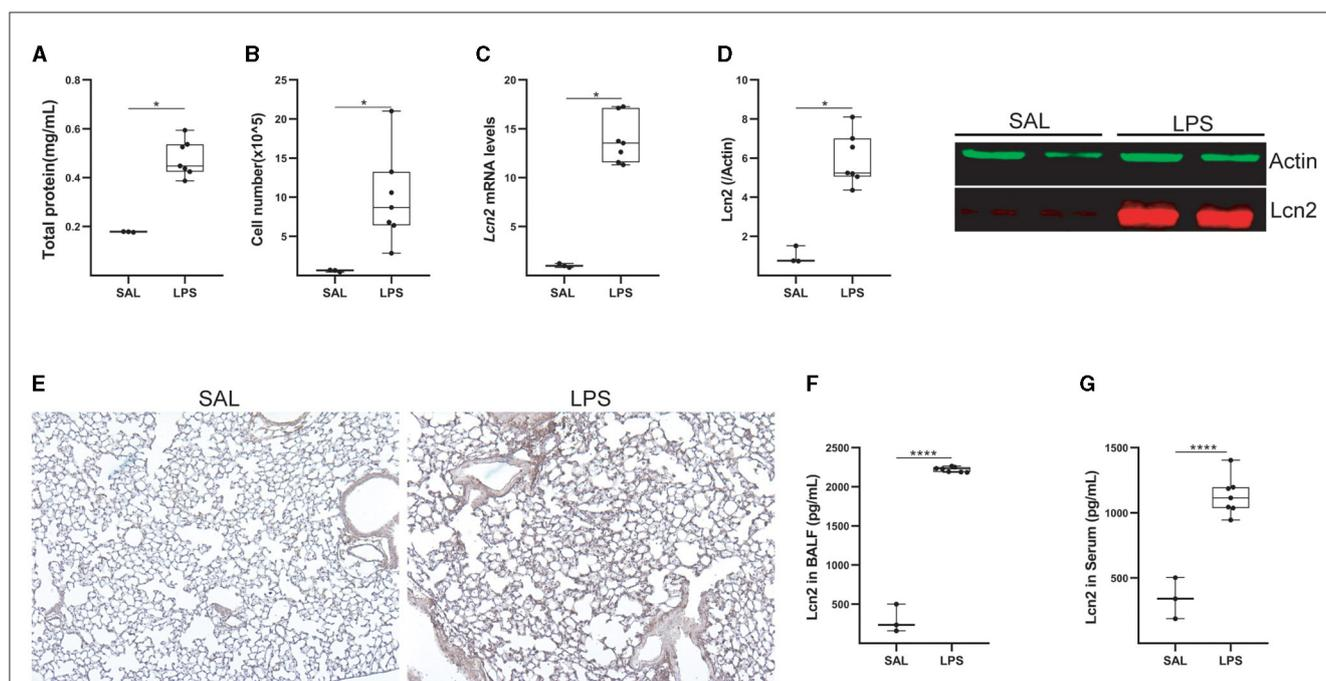 A
Total protein(mg/mL)
0.8
0.6
0.4
0.2
*
SAL
LPS
B
Cell number(x10^5)
25
20
15
10
5
*
SAL
LPS
C
Lcn2 mRNA levels
20
15
10
5
*
SAL
LPS
D
Lcn2 (/Actin)
10
8
6
4
2
*
SAL
LPS
SAL
LPS
Actin
Lcn2
E
SAL
LPS
F
Lcn2 in BALF (pg/mL)
2500
2000
1500
1000
500
****
SAL
LPS
G
Lcn2 in Serum (pg/mL)
1500
1000
500
****
SAL
LPS